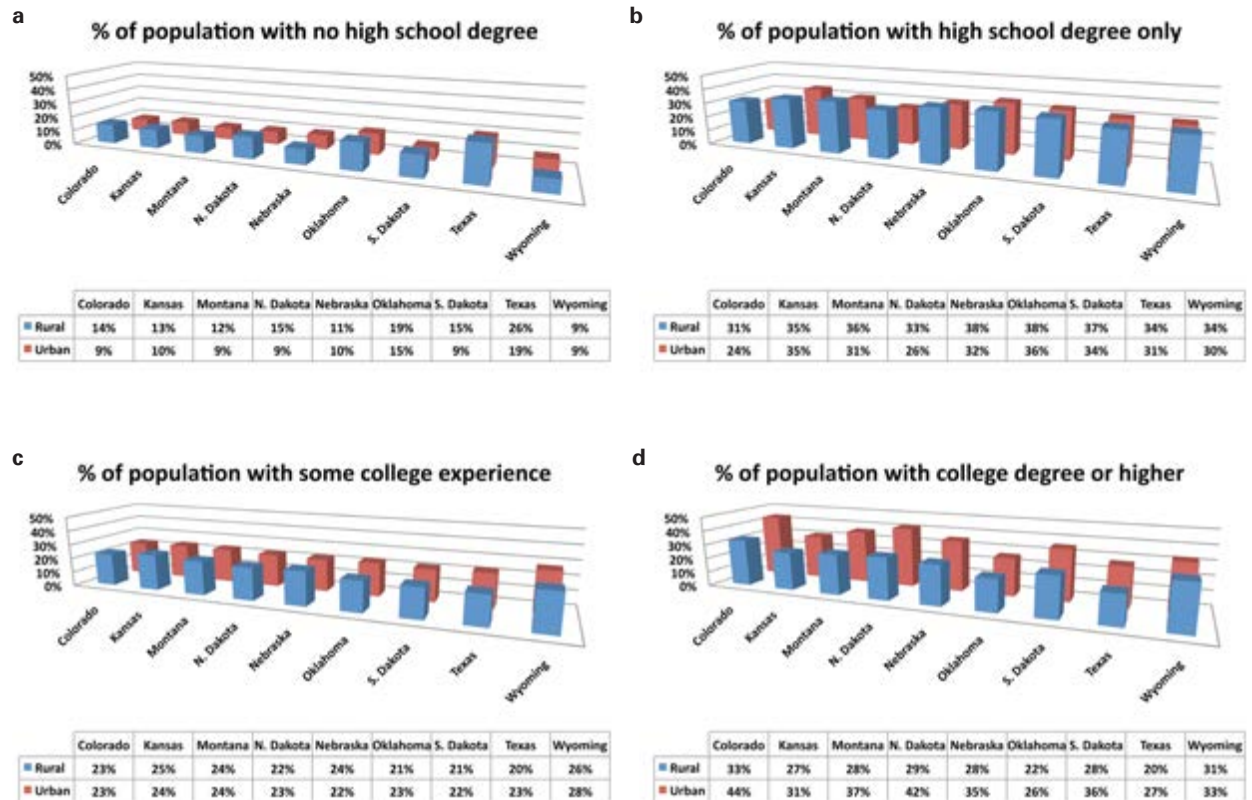 a
% of population with no high school degree
50%
40%
30%
20%
10%
0%
Colorado
Kansas
Montana
N. Dakota
Nebraska
Oklahoma
S. Dakota
Texas
Wyoming
Colorado Kansas Montana N. Dakota Nebraska Oklahoma S. Dakota Texas Wyoming
Rural 14% 13% 12% 15% 11% 19% 15% 26% 9%
Urban 9% 10% 9% 9% 10% 15% 9% 19% 9%
b
% of population with high school degree only
50%
40%
30%
20%
10%
0%
Colorado
Kansas
Montana
N. Dakota
Nebraska
Oklahoma
S. Dakota
Texas
Wyoming
Colorado Kansas Montana N. Dakota Nebraska Oklahoma S. Dakota Texas Wyoming
Rural 31% 35% 36% 33% 38% 38% 37% 34% 34%
Urban 24% 35% 31% 26% 32% 36% 34% 31% 30%
c
% of population with some college experience
50%
40%
30%
20%
10%
0%
Colorado
Kansas
Montana
N. Dakota
Nebraska
Oklahoma
S. Dakota
Texas
Wyoming
Colorado Kansas Montana N. Dakota Nebraska Oklahoma S. Dakota Texas Wyoming
Rural 23% 25% 24% 22% 24% 21% 21% 20% 26%
Urban 23% 24% 24% 23% 22% 23% 22% 23% 28%
d
% of population with college degree or higher
50%
40%
30%
20%
10%
0%
Colorado
Kansas
Montana
N. Dakota
Nebraska
Oklahoma
S. Dakota
Texas
Wyoming
Colorado Kansas Montana N. Dakota Nebraska Oklahoma S. Dakota Texas Wyoming
Rural 33% 27% 28% 29% 28% 22% 28% 20% 31%
Urban 44% 31% 37% 42% 35% 26% 36% 27% 33%